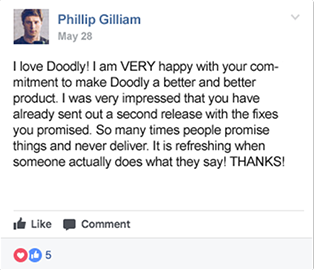 Phillip Gilliam
May 28
I love Doodly! I am VERY happy with your com-
mitment to make Doodly a better and better
product. I was very impressed that you have
already sent out a second release with the fixes
you promised. So many times people promise
things and never deliver. It is refreshing when
someone actually does what they say! THANKS!
Like Comment
5